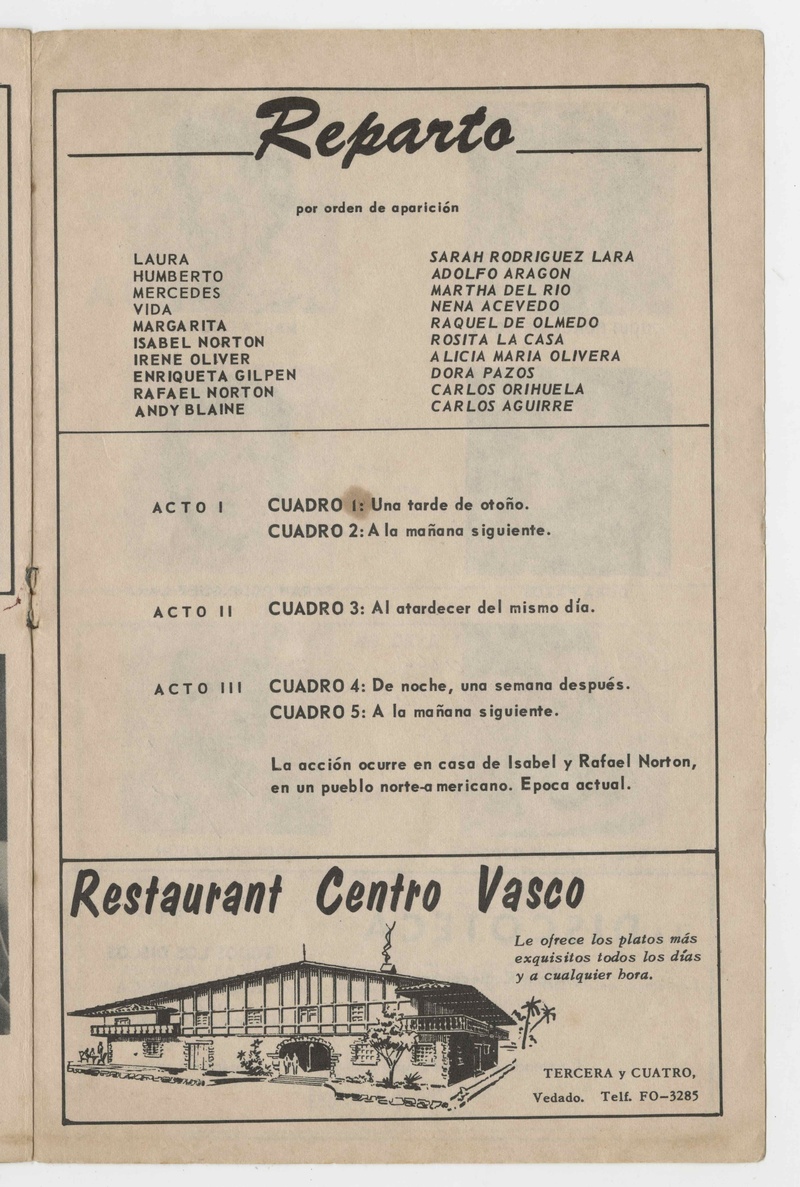 Reparto
por orden de aparición
LAURA SARAH RODRIGUEZ LARA
HUMBERTO ADOLFO ARAGON
MERCEDES MARTHA DEL RIO
VIDA NENA ACEVEDO
MARGARITA RAQUEL DE OLMEDO
ISABEL NORTON ROSITA LA CASA
IRENE OLIVER ALICIA MARIA OLIVERA
ENRIQUETA GILPEN DORA PAZOS
RAFAEL NORTON CARLOS ORIHUELA
ANDY BLAINE CARLOS AGUIRRE
ACTO I CUADRO 1: Una tarde de otoño.
CUADRO 2: A la mañana siguiente.
ACTO II CUADRO 3: Al atardecer del mismo día.
ACTO III CUADRO 4: De noche, una semana después.
CUADRO 5: A la mañana siguiente.
La acción ocurre en casa de Isabel y Rafael Norton,
en un pueblo norte-americano. Epoca actual.
Restaurant Centro Vasco
Le ofrece los platos más
exquisitos todos los días
y a cualquier hora.
TERCERA y CUATRO,
Vedado. Telf. FO-3285